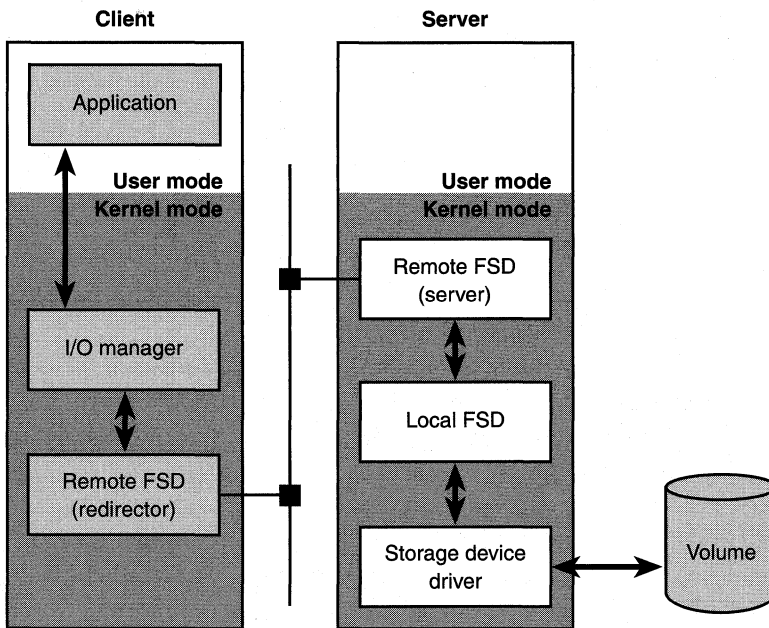 Client
Server
Application
User mode
Kernel mode
User mode
Kernel mode
Remote FSD
(server)
I/O manager
Local FSD
Remote FSD
(redirector)
Storage device
driver
Volume